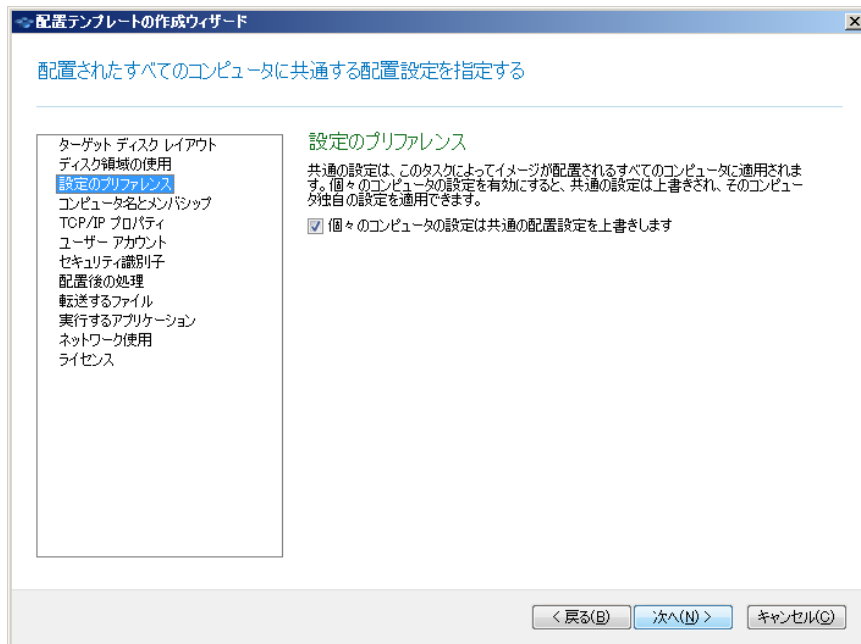 配置テンプレートの作成ウィザード
配置されたすべてのコンピュータに共通する配置設定を指定する
ターゲット ディスク レイアウト
ディスク領域の使用
設定のプリファレンス
コンピュータ名とメンバシップ
TCP/IP プロパティ
ユーザー アカウント
セキュリティ識別子
配置後の処理
転送するファイル
実行するアプリケーション
ネットワーク使用
ライセンス
設定のプリファレンス
共通の設定は、このタスクによってイメージが配置されるすべてのコンピュータに適用されま
す。個々のコンピュータの設定を有効にすると、共通の設定は上書きされ、そのコンピュー
タ独自の設定を適用できます。
個々のコンピュータの設定は共通の配置設定を上書きします
< 戻る(B)
次へ(N) >
キャンセル(C)